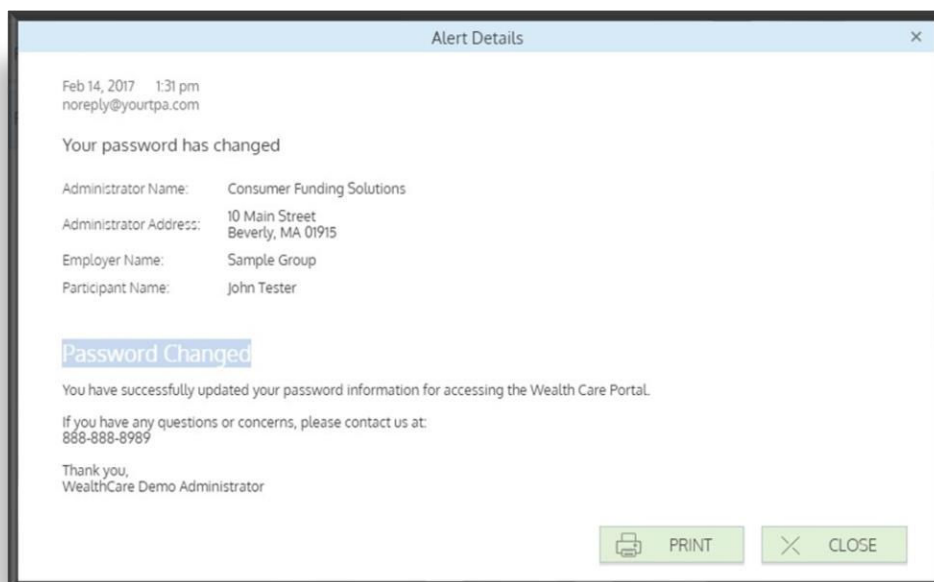 Alert Details
Feb 14, 2017 1:31 pm
noreply@yourtpa.com
Your password has changed
Administrator Name: Consumer Funding Solutions
Administrator Address: 10 Main Street
Beverly, MA 01915
Employer Name: Sample Group
Participant Name: John Tester
Password Changed
You have successfully updated your password information for accessing the Wealth Care Portal.
If you have any questions or concerns, please contact us at:
888-888-8989
Thank you,
WealthCare Demo Administrator
PRINT
CLOSE